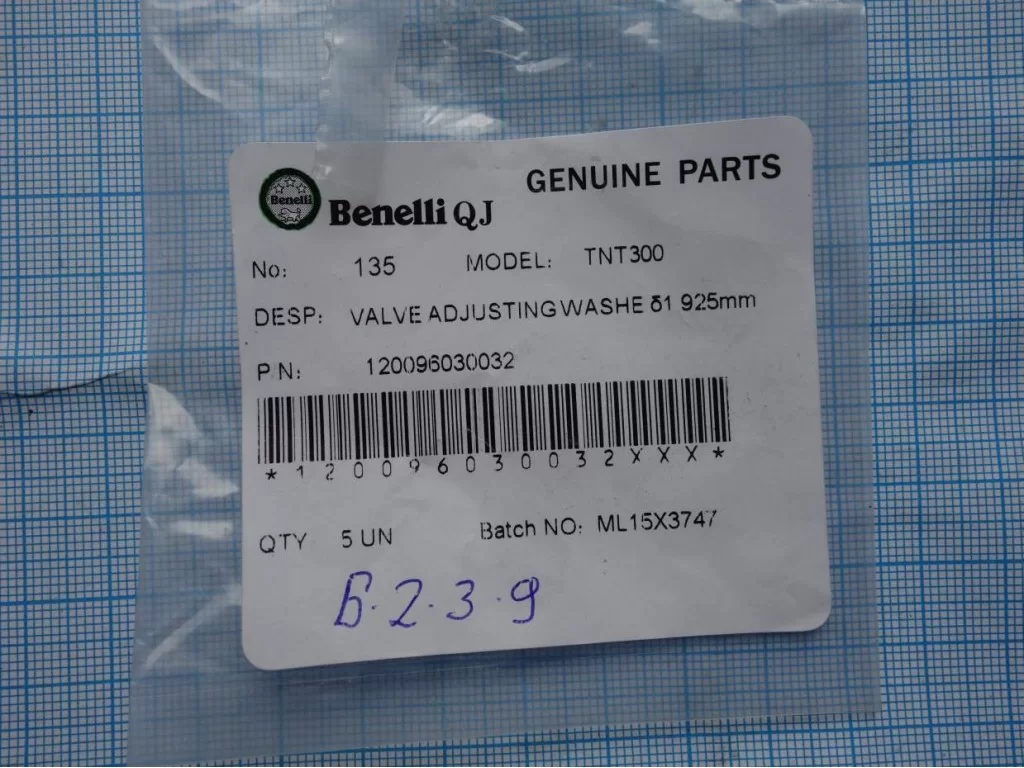 GENUINE PARTS
Benelli
Benelli QJ
No: 135 MODEL: TNT300
DESP: VALVE ADJUSTING WASHE δ1 925mm
P N: 120096030032
*120096030032XXX*
QTY 5 UN Batch NO: ML15X3747
Б.2.3.9